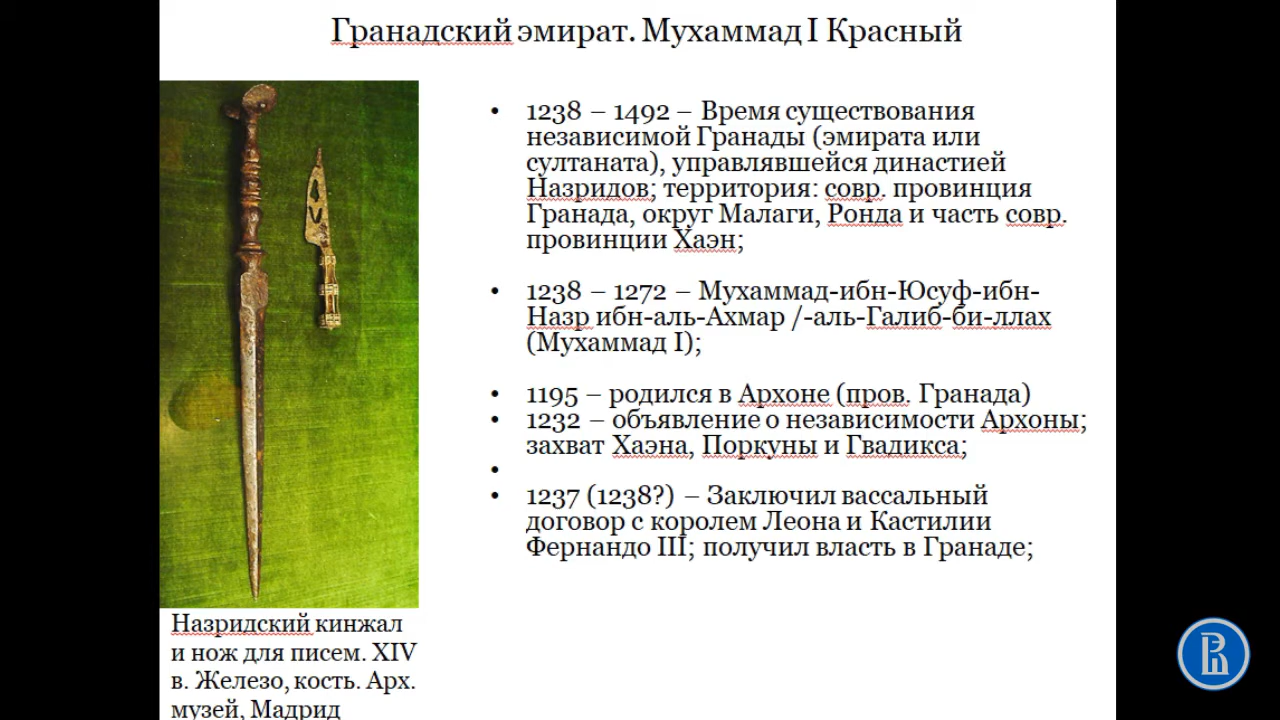 Гранадский эмират. Мухаммад I Красный
• 1238 – 1492 – Время существования
независимой Гранады (эмирата или
султаната), управлявшейся династией
Назридов; территория: совр. провинция
Гранада, округ Малаги, Ронда и часть совр.
провинции Хаэн;
• 1238 – 1272 – Мухаммад-ибн-Юсуф-ибн-
Назр ибн-аль-Ахмар /-аль-Галиб-би-ллах
(Мухаммад I);
• 1195 – родился в Архоне (пров. Гранада)
• 1232 – объявление о независимости Архоны;
захват Хаэна, Поркуны и Гвадикса;
•
• 1237 (1238?) – Заключил вассальный
договор с королем Леона и Кастилии
Фернандо III; получил власть в Гранаде;
Назридский кинжал
и нож для писем. XIV
в. Железо, кость. Арх.
музей, Мадрид